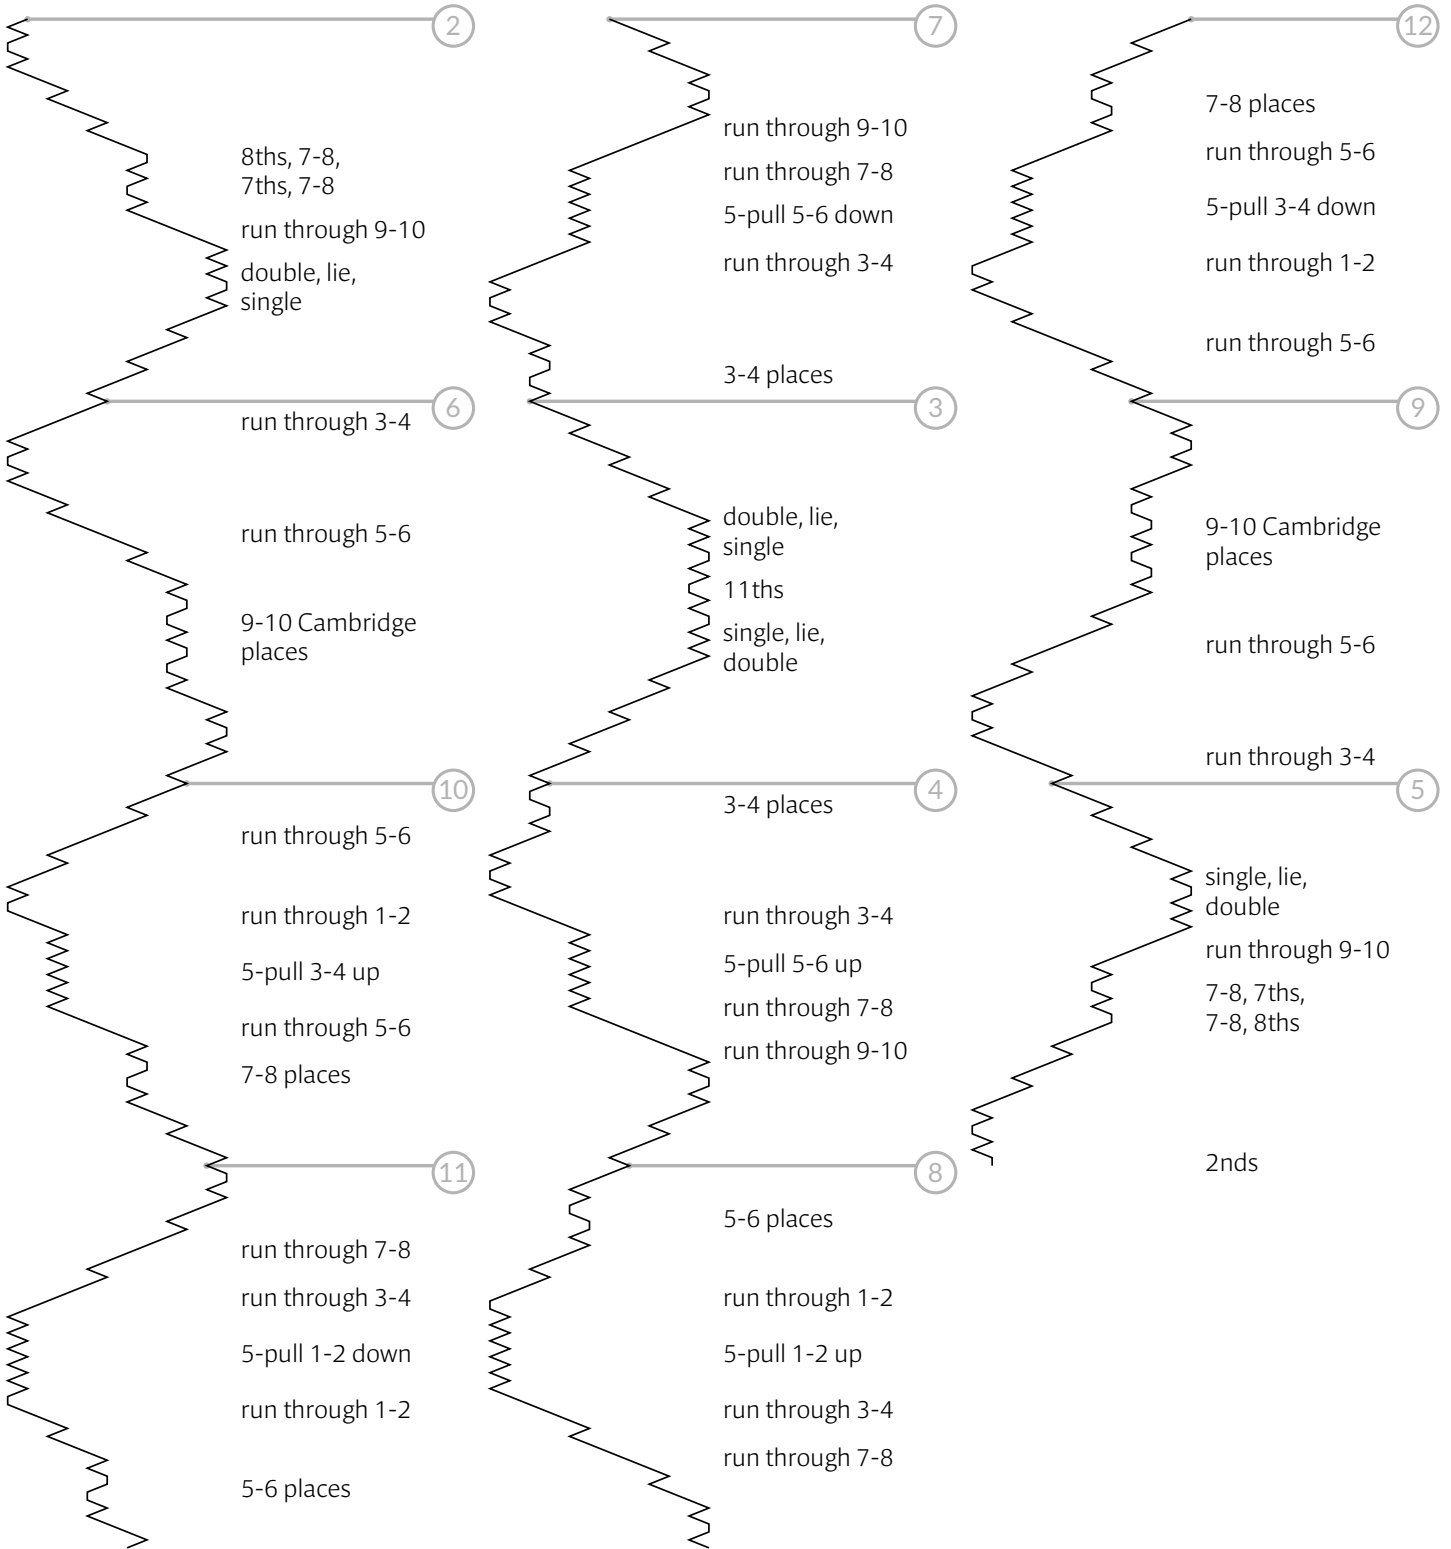 2
8ths, 7-8,
7ths, 7-8
run through 9-10
double, lie,
single
6
run through 3-4
run through 5-6
9-10 Cambridge
places
10
run through 5-6
run through 1-2
5-pull 3-4 up
run through 5-6
7-8 places
11
run through 7-8
run through 3-4
5-pull 1-2 down
run through 1-2
5-6 places
7
run through 9-10
run through 7-8
5-pull 5-6 down
run through 3-4
3-4 places
3
double, lie,
single
11ths
single, lie,
double
4
3-4 places
run through 3-4
5-pull 5-6 up
run through 7-8
run through 9-10
8
5-6 places
run through 1-2
5-pull 1-2 up
run through 3-4
run through 7-8
12
7-8 places
run through 5-6
5-pull 3-4 down
run through 1-2
run through 5-6
9
9-10 Cambridge
places
run through 5-6
run through 3-4
5
single, lie,
double
run through 9-10
7-8, 7ths,
7-8, 8ths
2nds